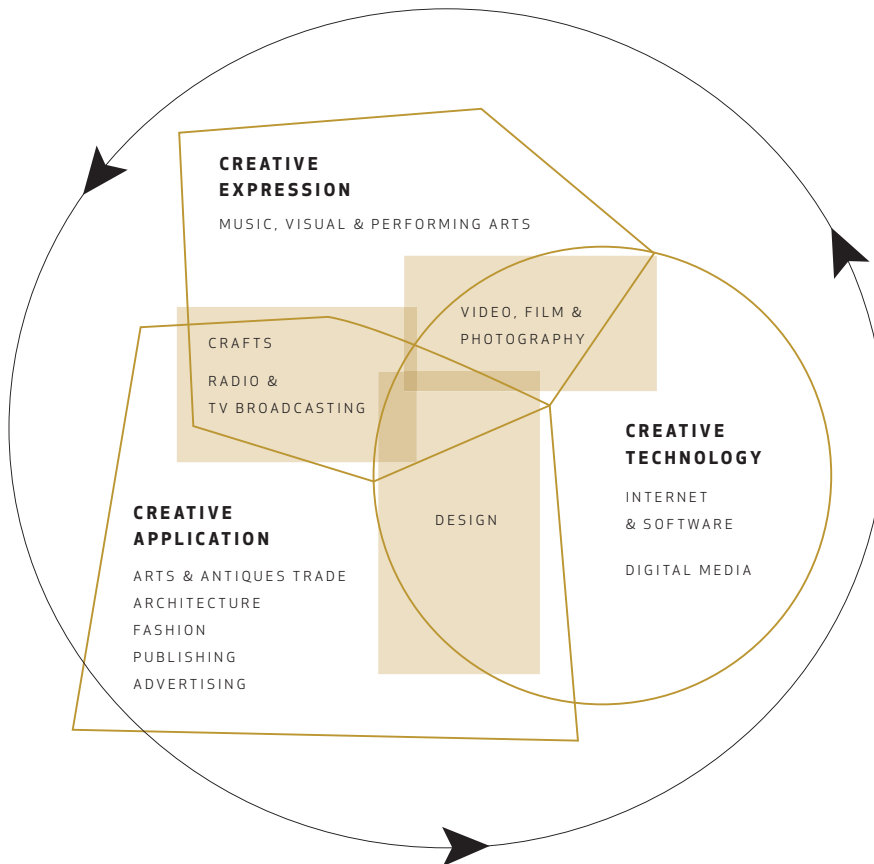 CREATIVE
EXPRESSION
MUSIC, VISUAL & PERFORMING ARTS
VIDEO, FILM &
PHOTOGRAPHY
CRAFTS
RADIO &
TV BROADCASTING
CREATIVE
TECHNOLOGY
INTERNET
& SOFTWARE
DIGITAL MEDIA
DESIGN
CREATIVE
APPLICATION
ARTS & ANTIQUES TRADE
ARCHITECTURE
FASHION
PUBLISHING
ADVERTISING